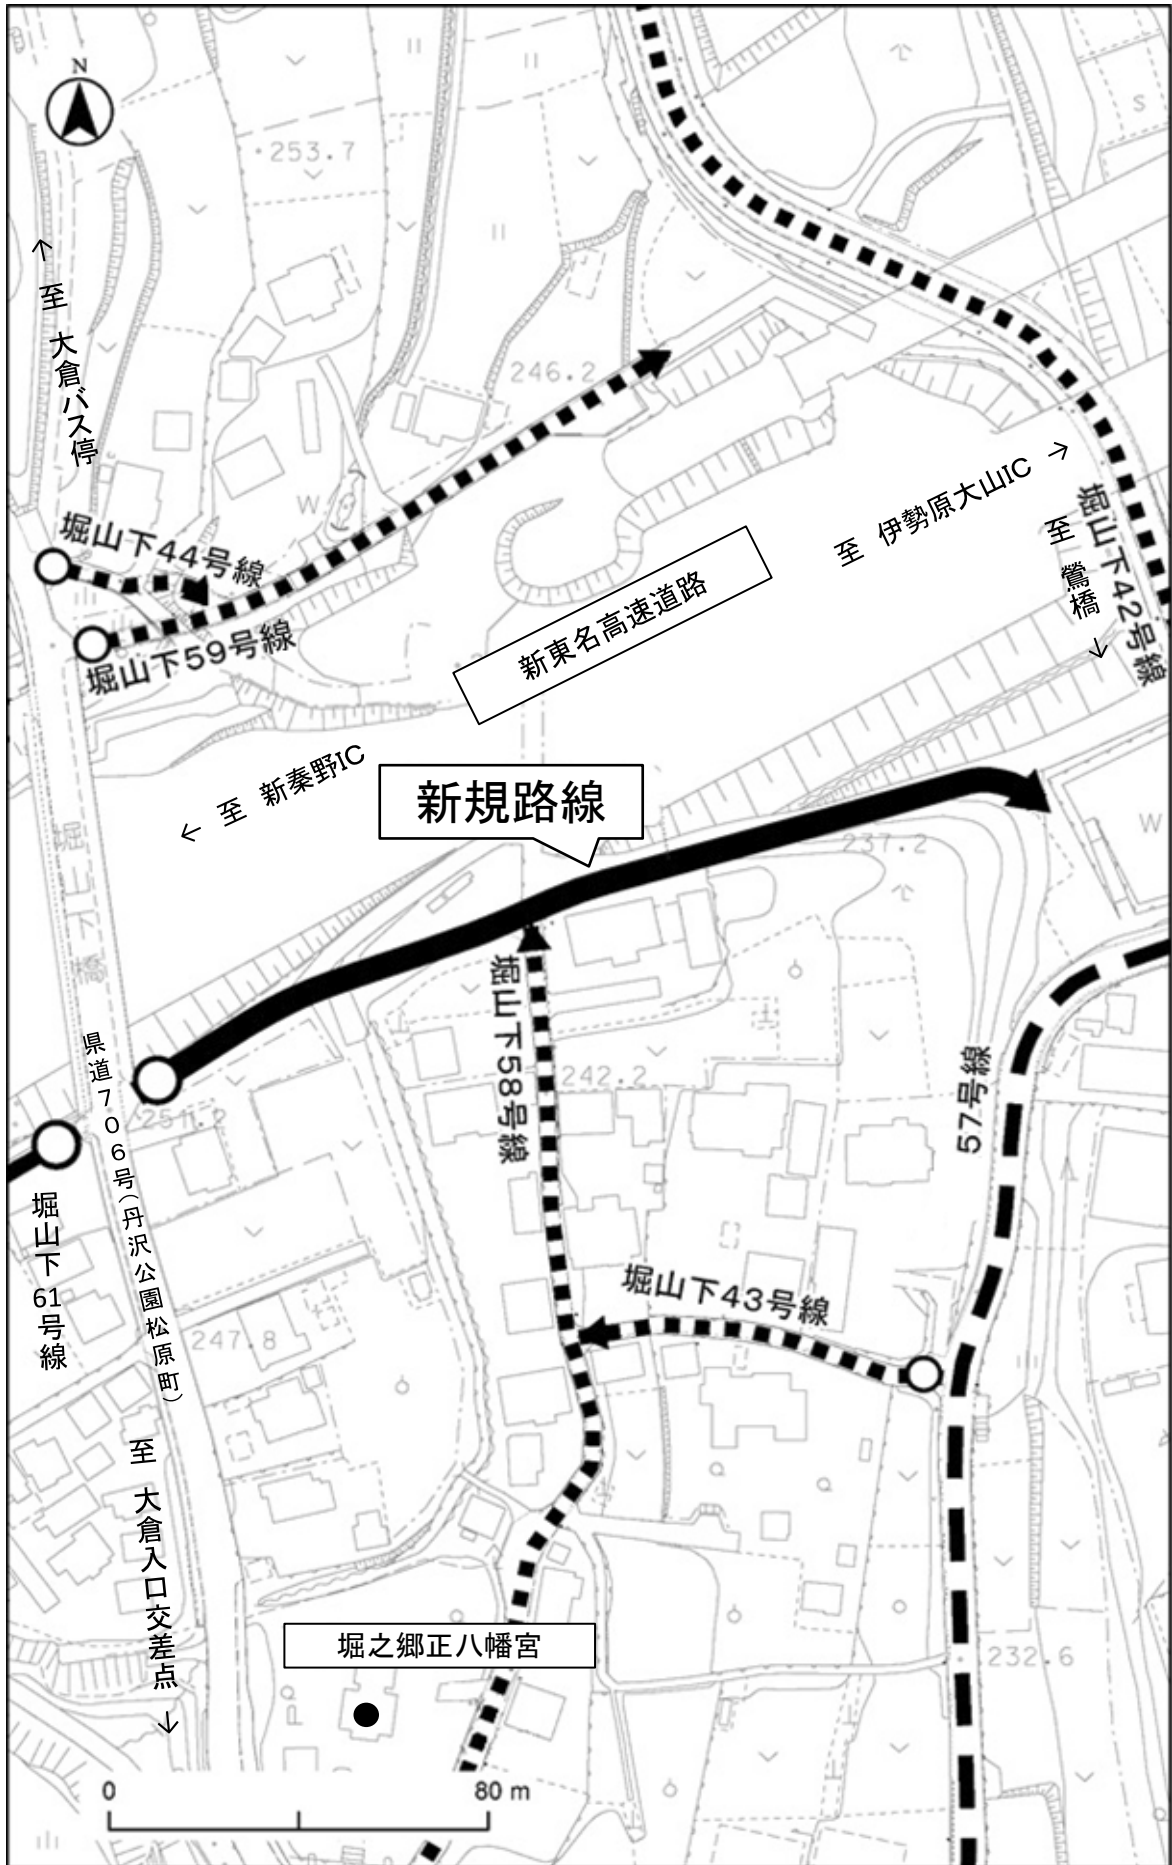 N
253.7
S
↑ 至 大倉バス停
246.2
W
堀山下44号線
堀山下59号線
至 伊勢原大山IC →
堀山下42号線
至 鶯橋 ↓
新東名高速道路
← 至 新秦野IC
新規路線
237.2
W
堀山下58号線
県道706号(丹沢公園松原町)
242.2
57号線
251.2
堀山下61号線
堀山下43号線
247.8
至 大倉入口交差点 ↓
堀之郷正八幡宮
232.6
P
0 80 m